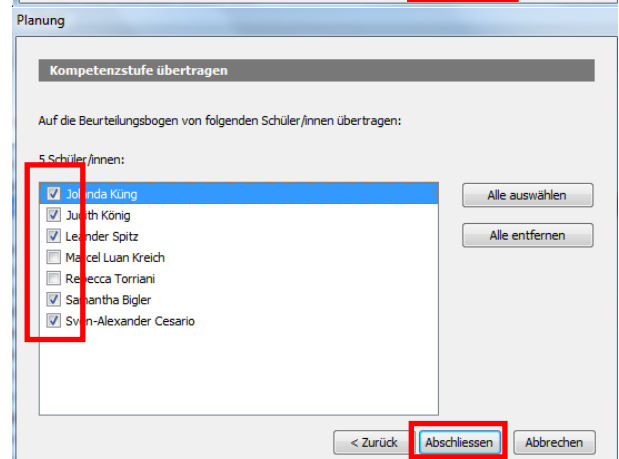 Planung
Kompetenzstufe übertragen
Auf die Beurteilungsbogen von folgenden Schüler/innen übertragen:
5 Schüler/innen:
Jolanda Küng
Judith König
Leander Spitz
Marcel Luan Kreich
Rebecca Torriani
Samantha Bigler
Sven-Alexander Cesario
Alle auswählen
Alle entfernen
< Zurück
Abschliessen
Abbrechen